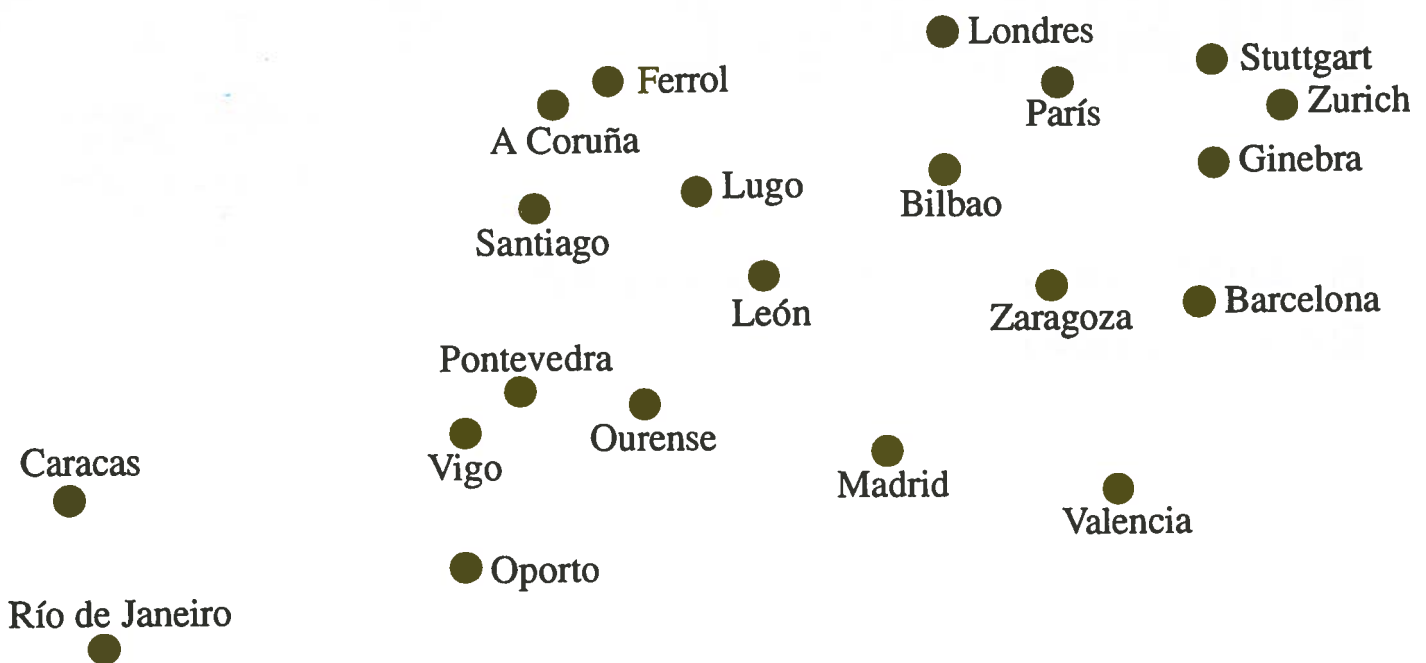 Londres
Stuttgart
Ferrol
París
Zurich
A Coruña
Ginebra
Lugo
Bilbao
Santiago
León
Zaragoza
Barcelona
Pontevedra
Ourense
Caracas
Vigo
Madrid
Valencia
Oporto
Río de Janeiro